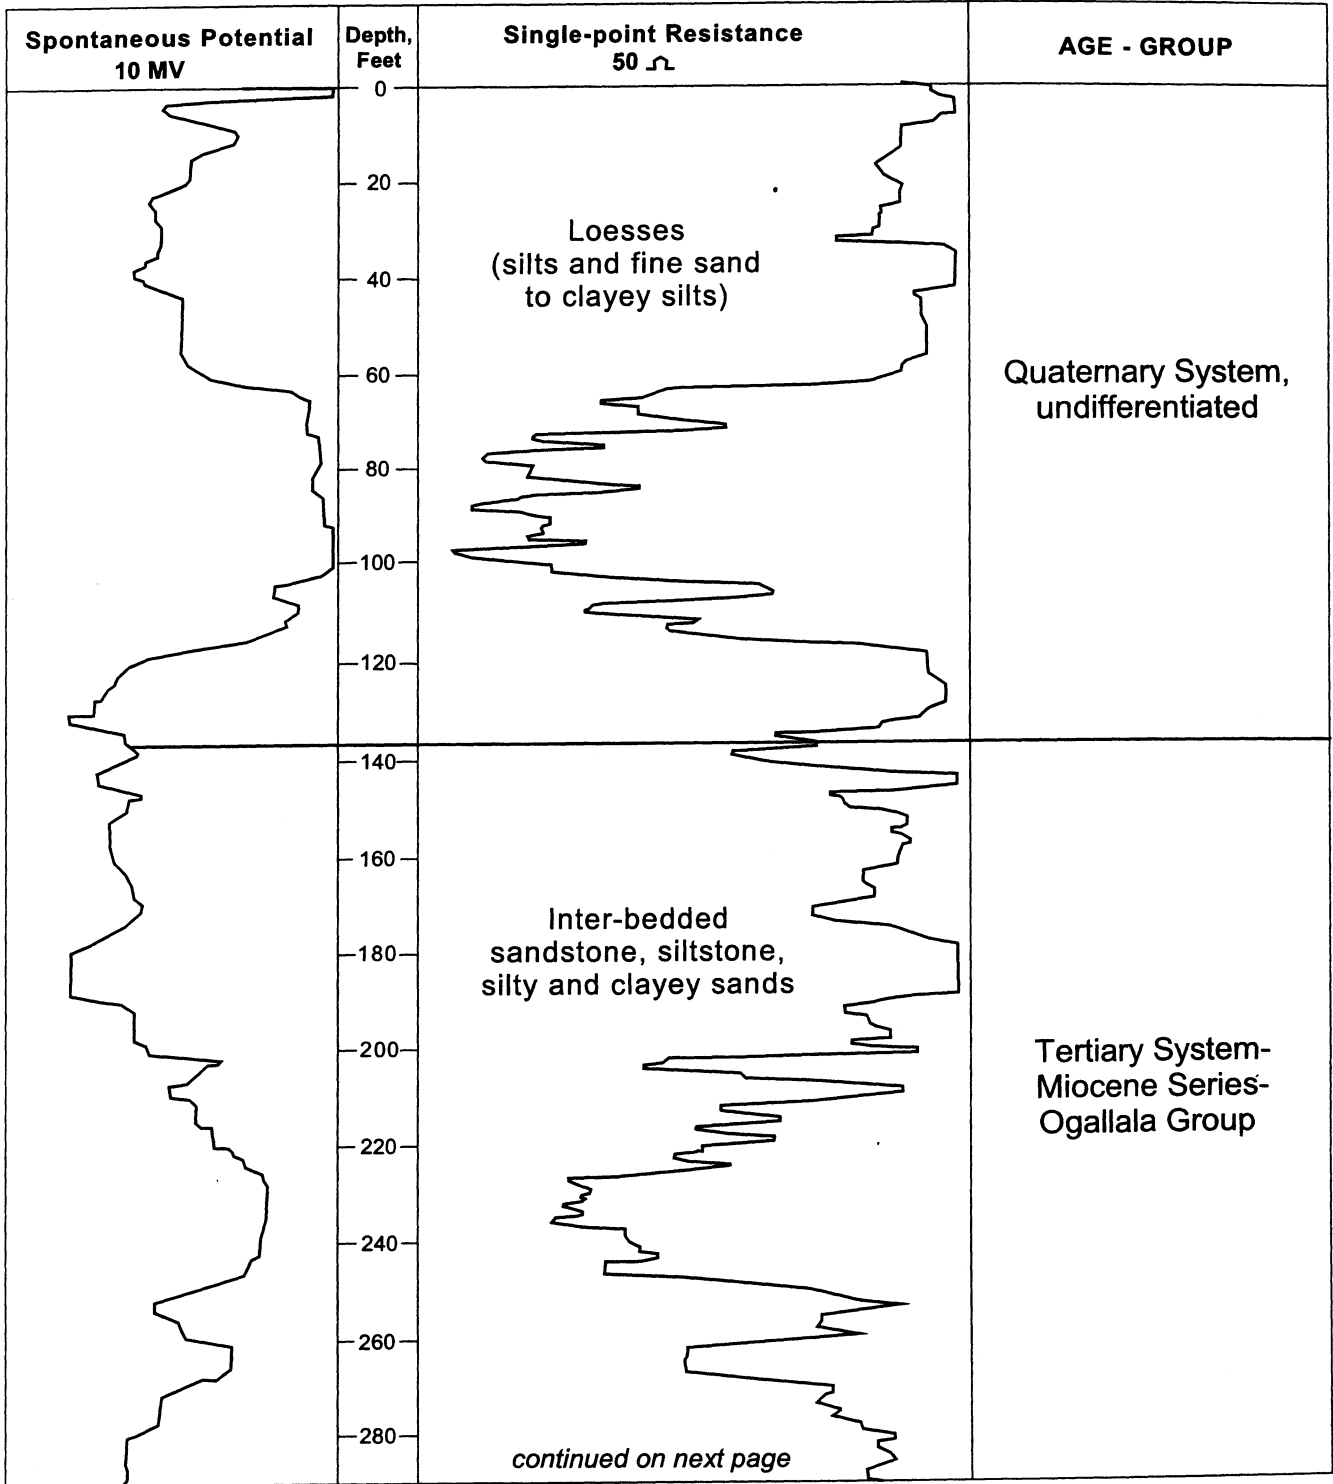 Spontaneous Potential
10 MV
Depth,
Feet
Single-point Resistance
50 Ω
AGE - GROUP
0
20
40
60
80
100
120
140
160
180
200
220
240
260
280
Loesses
(silts and fine sand
to clayey silts)
Quaternary System,
undifferentiated
Inter-bedded
sandstone, siltstone,
silty and clayey sands
Tertiary System-
Miocene Series-
Ogallala Group
continued on next page